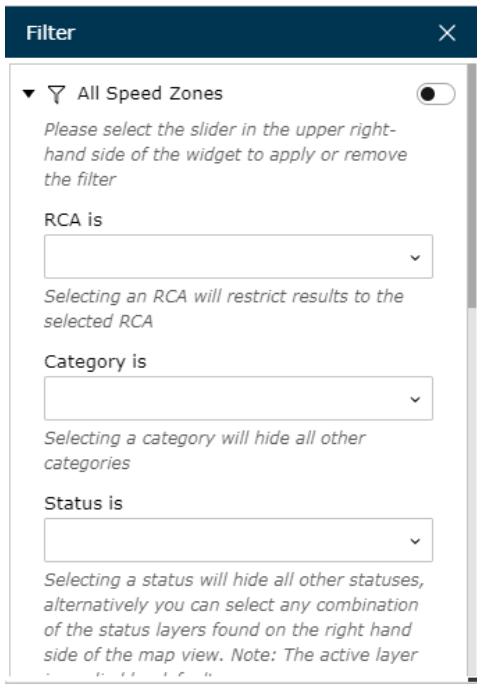 Filter
All Speed Zones
Please select the slider in the upper right-
hand side of the widget to apply or remove
the filter
RCA is
Selecting an RCA will restrict results to the
selected RCA
Category is
Selecting a category will hide all other
categories
Status is
Selecting a status will hide all other statuses,
alternatively you can select any combination
of the status layers found on the right hand
side of the map view. Note: The active layer